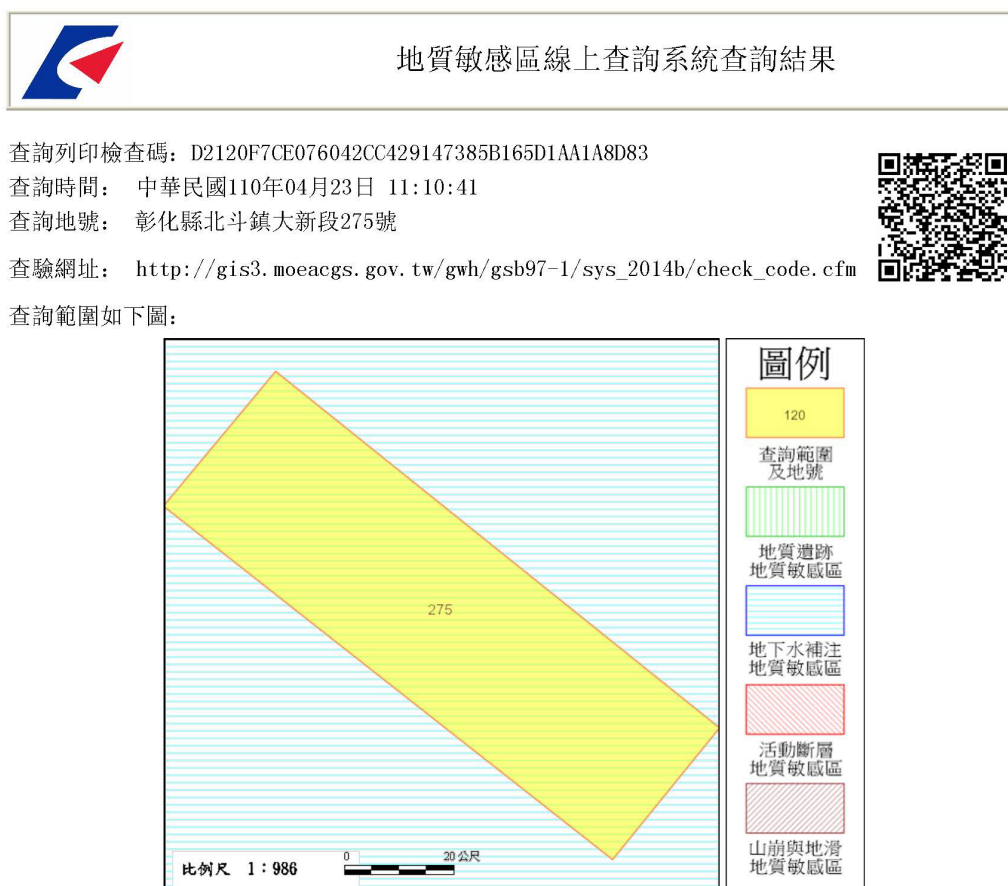 地質敏感區線上查詢系統查詢結果
查詢列印檢查碼：D2120F7CE076042CC429147385B165D1AA1A8D83
查詢時間： 中華民國110年04月23日 11:10:41
查詢地號： 彰化縣北斗鎮大新段275號
查驗網址： http://gis3.moeacgs.gov.tw/gwh/gsb97-1/sys_2014b/check_code.cfm
查詢範圍如下圖：
275
比例尺 1：986
0 20公尺
圖例
120
查詢範圍
及地號
地質遺跡
地質敏感區
地下水補注
地質敏感區
活動斷層
地質敏感區
山崩與地滑
地質敏感區